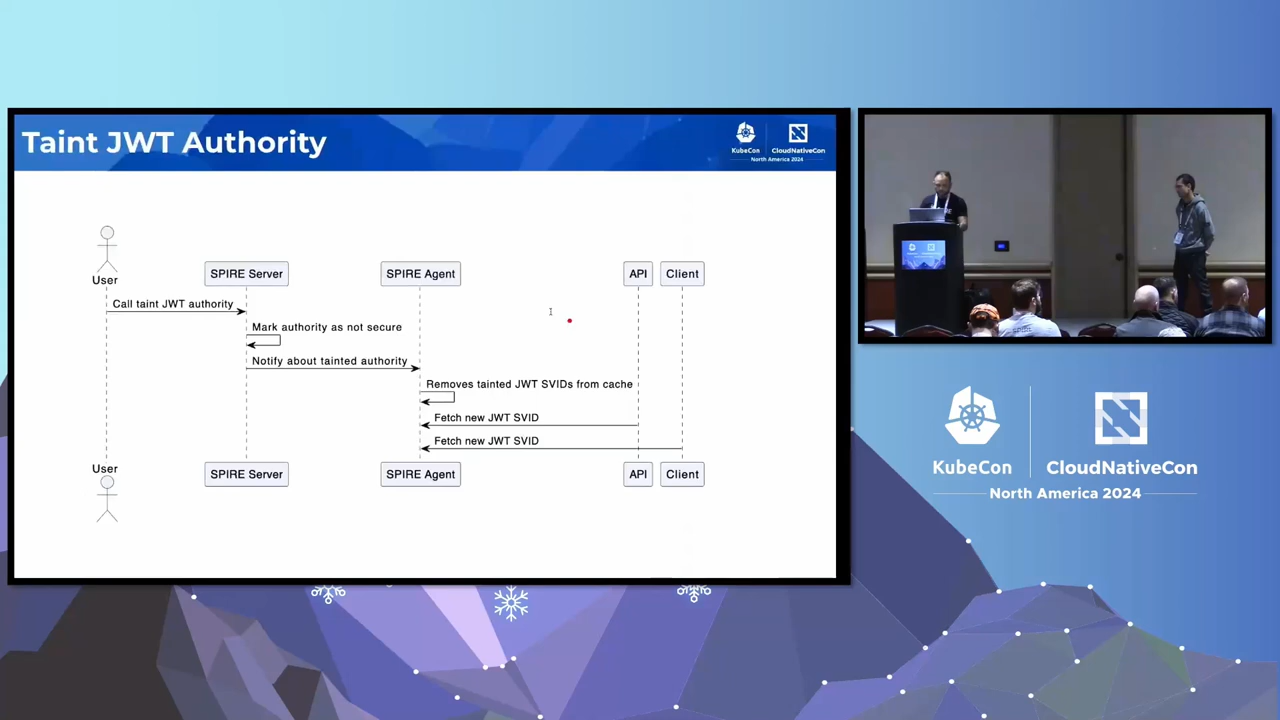 Taint JWT Authority
KubeCon
CloudNativeCon
North America 2024
User
SPIRE Server
SPIRE Agent
API
Client
Call taint JWT authority
Mark authority as not secure
Notify about tainted authority
Removes tainted JWT SVIDs from cache
Fetch new JWT SVID
Fetch new JWT SVID
User
SPIRE Server
SPIRE Agent
API
Client
KubeCon
CloudNativeCon
North America 2024